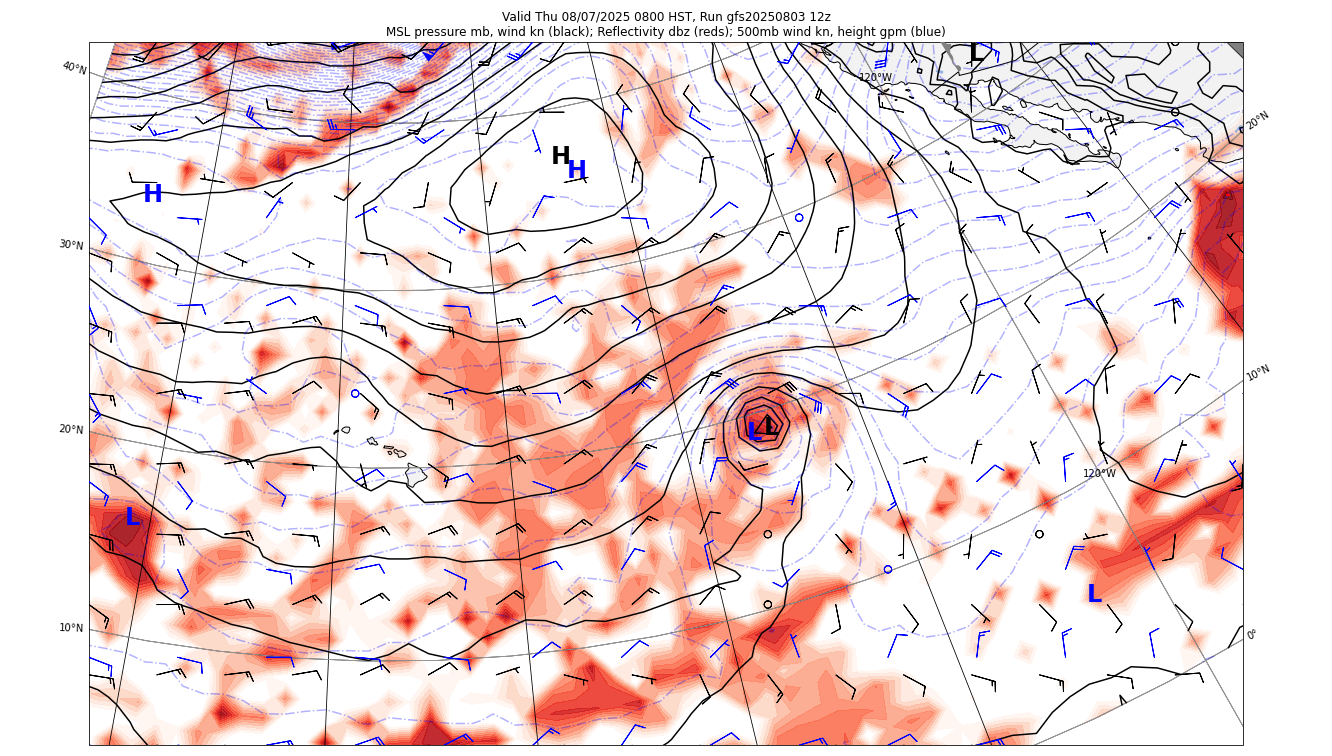 Valid Thu 08/07/2025 0800 HST, Run gfs20250803 12z
MSL pressure mb, wind kn (black); Reflectivity dbz (reds); 500mb wind kn, height gpm (blue)
L
40°N
120°W
20°N
H
H
H
30°N
10°N
L
L
20°N
120°W
L
L
10°N
0°